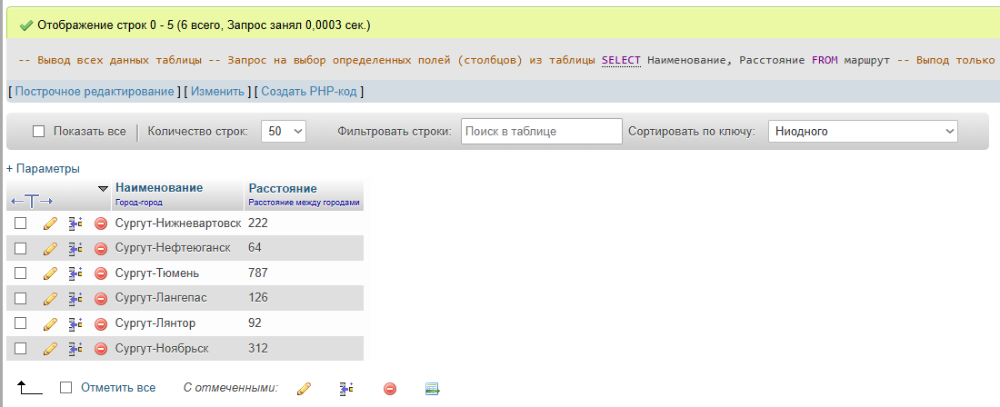 Отображение строк 0 - 5 (6 всего, Запрос занял 0,0003 сек.)
-- Вывод всех данных таблицы -- Запрос на выбор определенных полей (столбцов) из таблицы SELECT Наименование, Расстояние FROM маршрут -- Выпод только
[ Построчное редактирование ] [ Изменить ] [ Создать PHP-код ]
Показать все | Количество строк: 50 Фильтровать строки: Поиск в таблице Сортировать по ключу: Ниодного
+ Параметры
Наименование Расстояние
Город-город Расстояние между городами
Сургут-Нижневартовск 222
Сургут-Нефтеюганск 64
Сургут-Тюмень 787
Сургут-Лангепас 126
Сургут-Лянтор 92
Сургут-Ноябрьск 312
Отметить все С отмеченными: